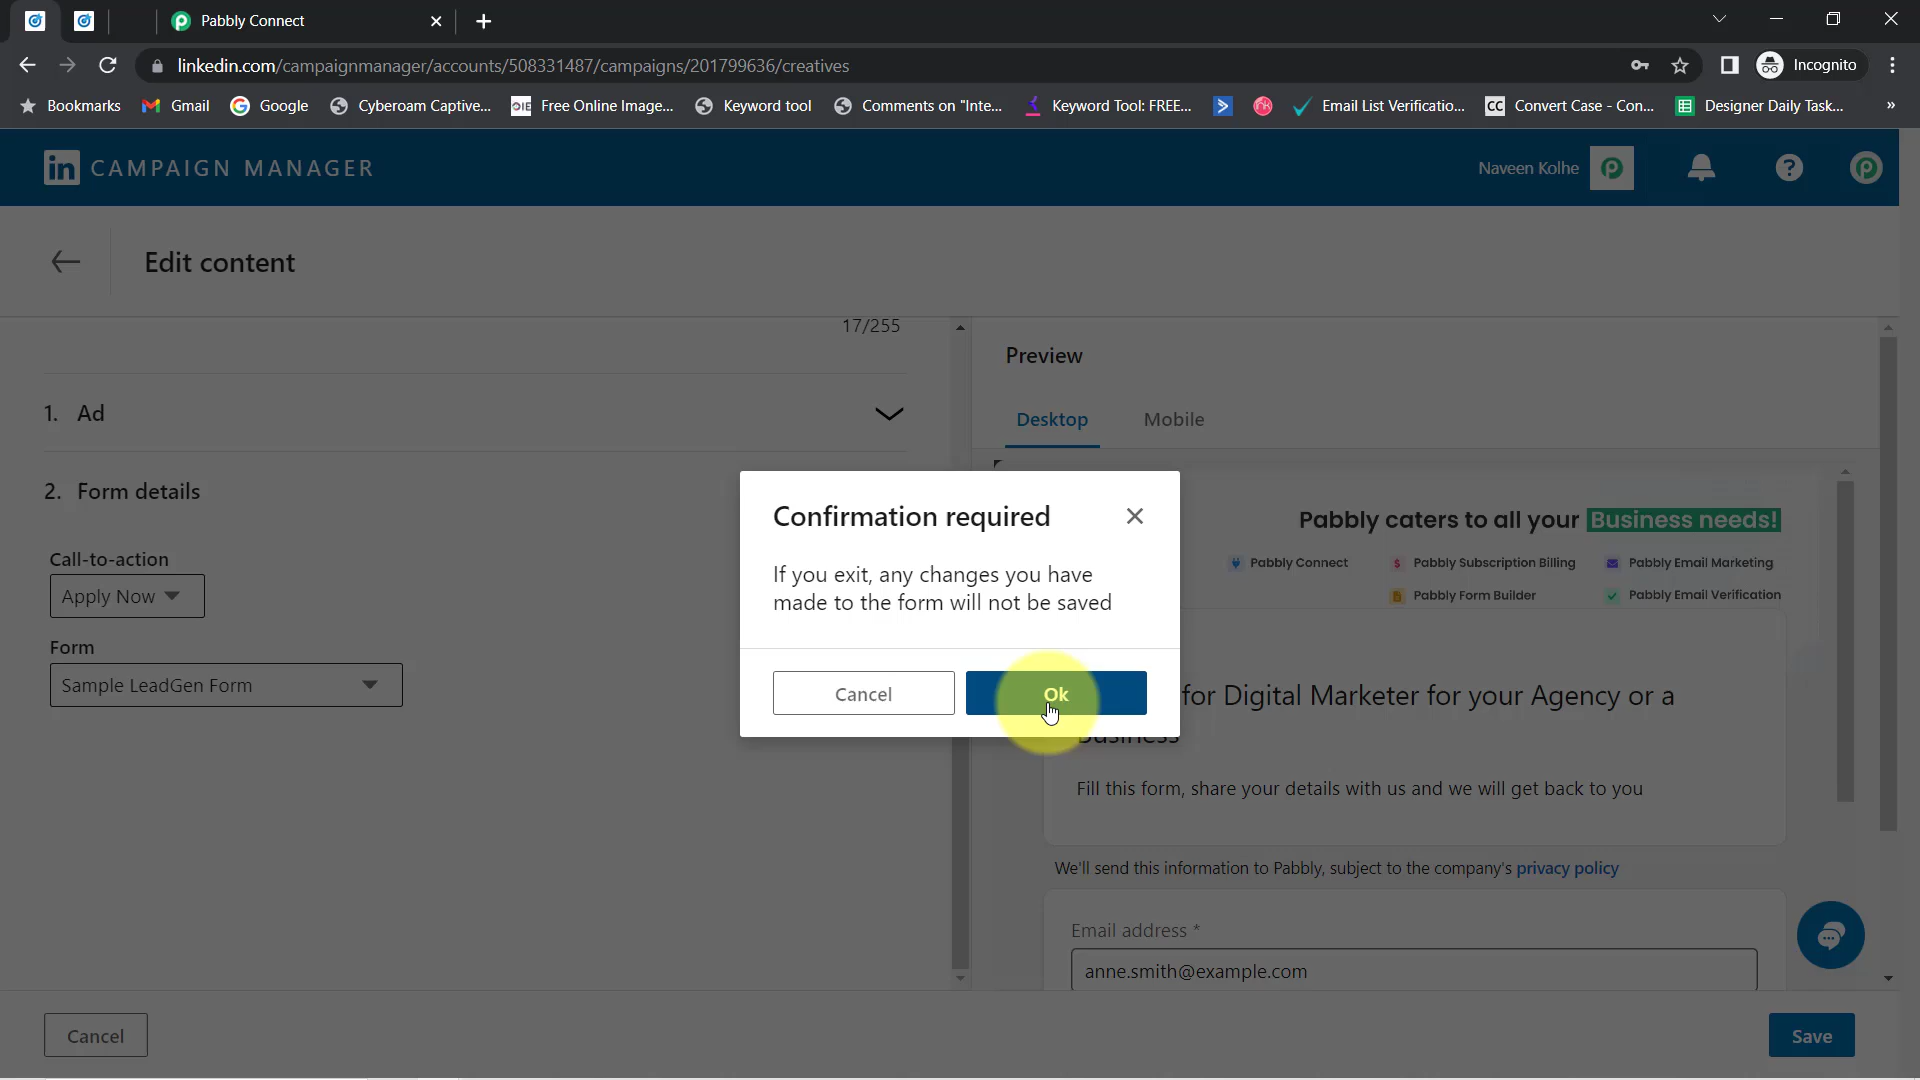 Pabbly Connect
linkedin.com/campaignmanager/accounts/508331487/campaigns/201799636/creatives
Incognito
Bookmarks
Gmail
Google
Cyberoam Captive...
OIE
Free Online Image...
Keyword tool
Comments on "Inte...
Keyword Tool: FREE...
Email List Verificatio...
CC
Convert Case - Con...
Designer Daily Task...
»
in CAMPAIGN MANAGER
Naveen Kolhe
Edit content
17/255
Preview
1. Ad
Desktop
Mobile
2. Form details
Confirmation required
Pabbly caters to all your Business needs!
Call-to-action
Pabbly Connect
Pabbly Subscription Billing
Pabbly Email Marketing
If you exit, any changes you have
made to the form will not be saved
Apply Now
Pabbly Form Builder
Pabbly Email Verification
Form
Sample LeadGen Form
Cancel
Ok
for Digital Marketer for your Agency or a
Business
Fill this form, share your details with us and we will get back to you
We'll send this information to Pabbly, subject to the company's privacy policy
Email address *
anne.smith@example.com
Cancel
Save